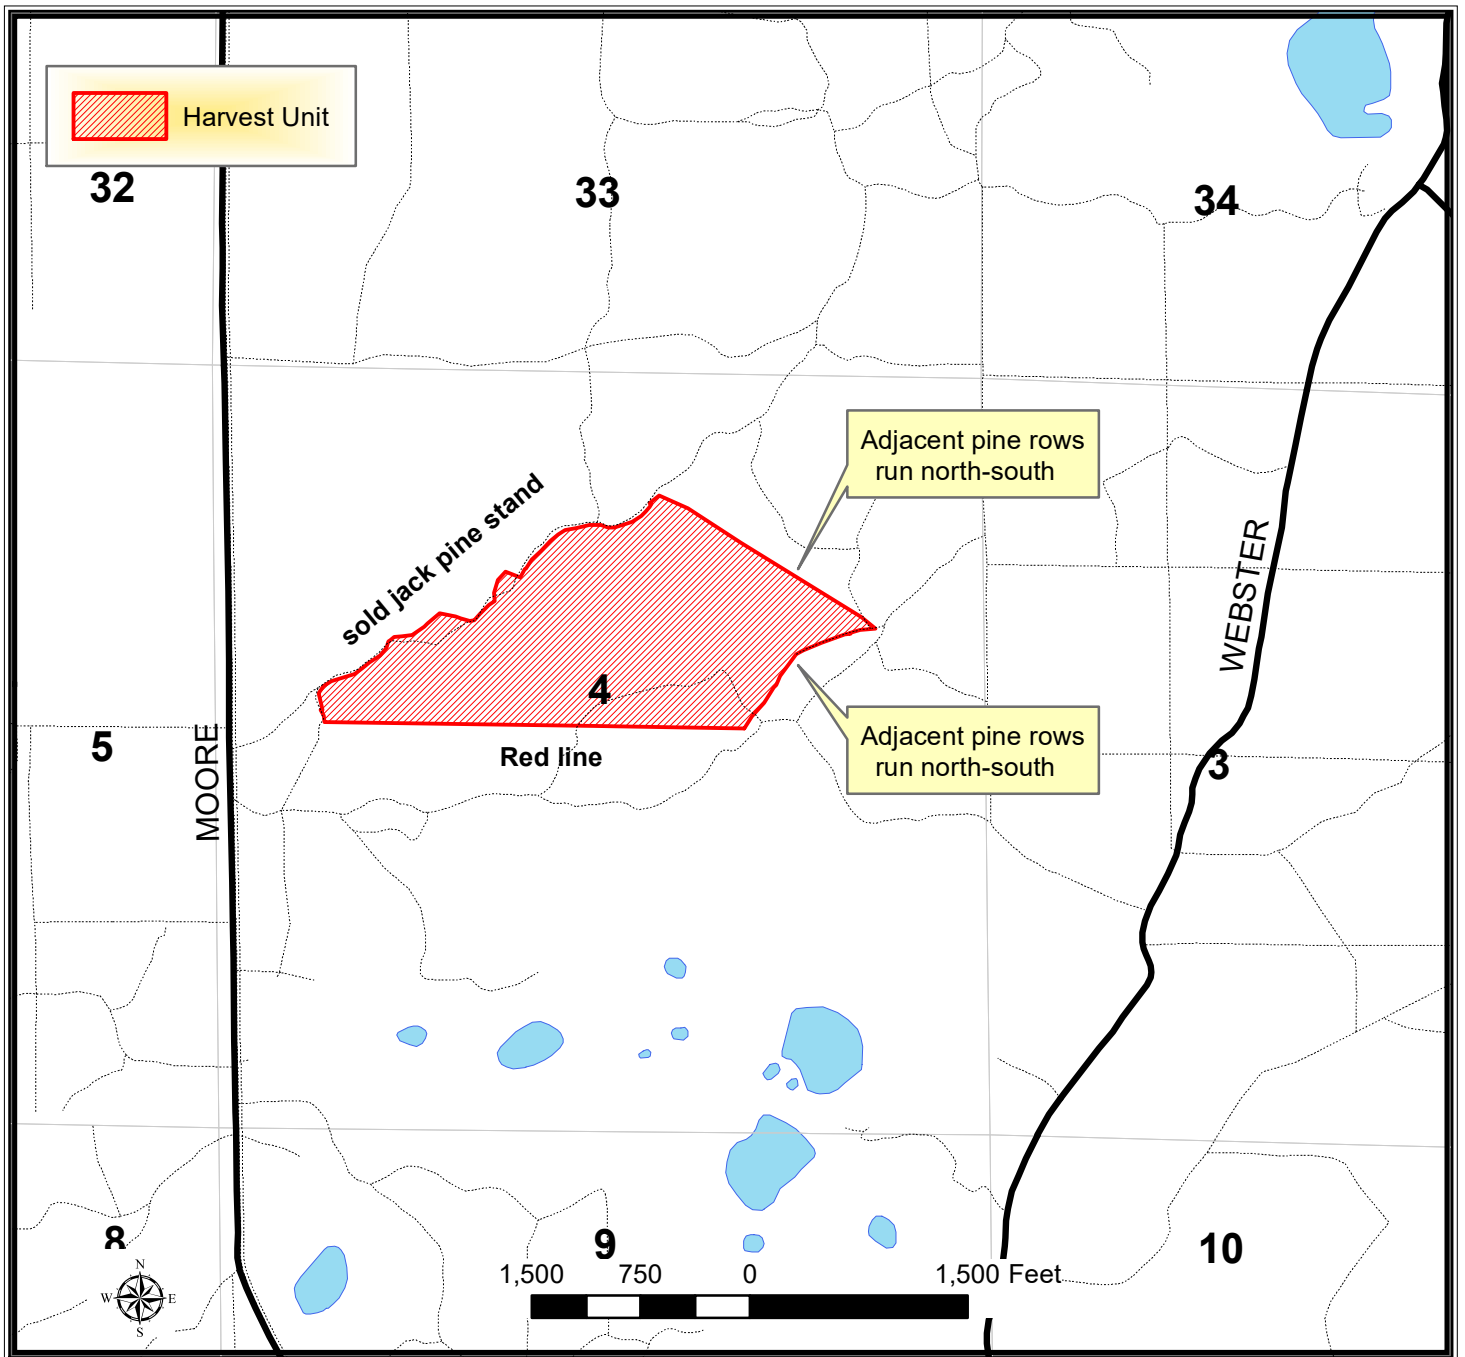 Harvest Unit
32
33
34
Adjacent pine rows
run north-south
sold jack pine stand
WEBSTER
4
Adjacent pine rows
run north-south
Red line
5
MOORE
3
8
9
10
1,500 750 0 1,500 Feet
N
W E
S